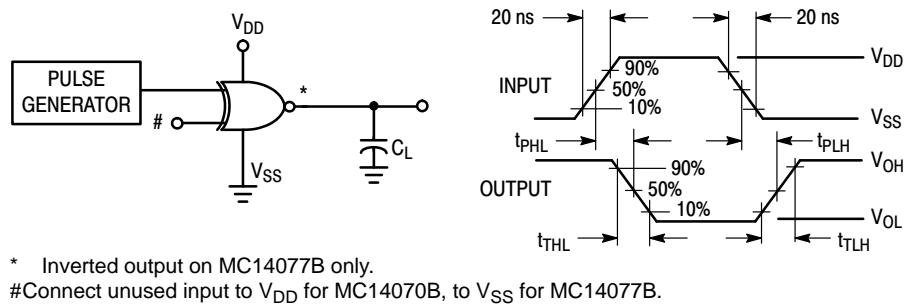 V_DD
PULSE
GENERATOR
*
#
C_L
V_SS
20 ns
20 ns
V_DD
INPUT
90%
50%
10%
V_SS
t_PHL
t_PLH
V_OH
OUTPUT
90%
50%
10%
V_OL
t_THL
t_TLH
* Inverted output on MC14077B only.
#Connect unused input to V_DD for MC14070B, to V_SS for MC14077B.